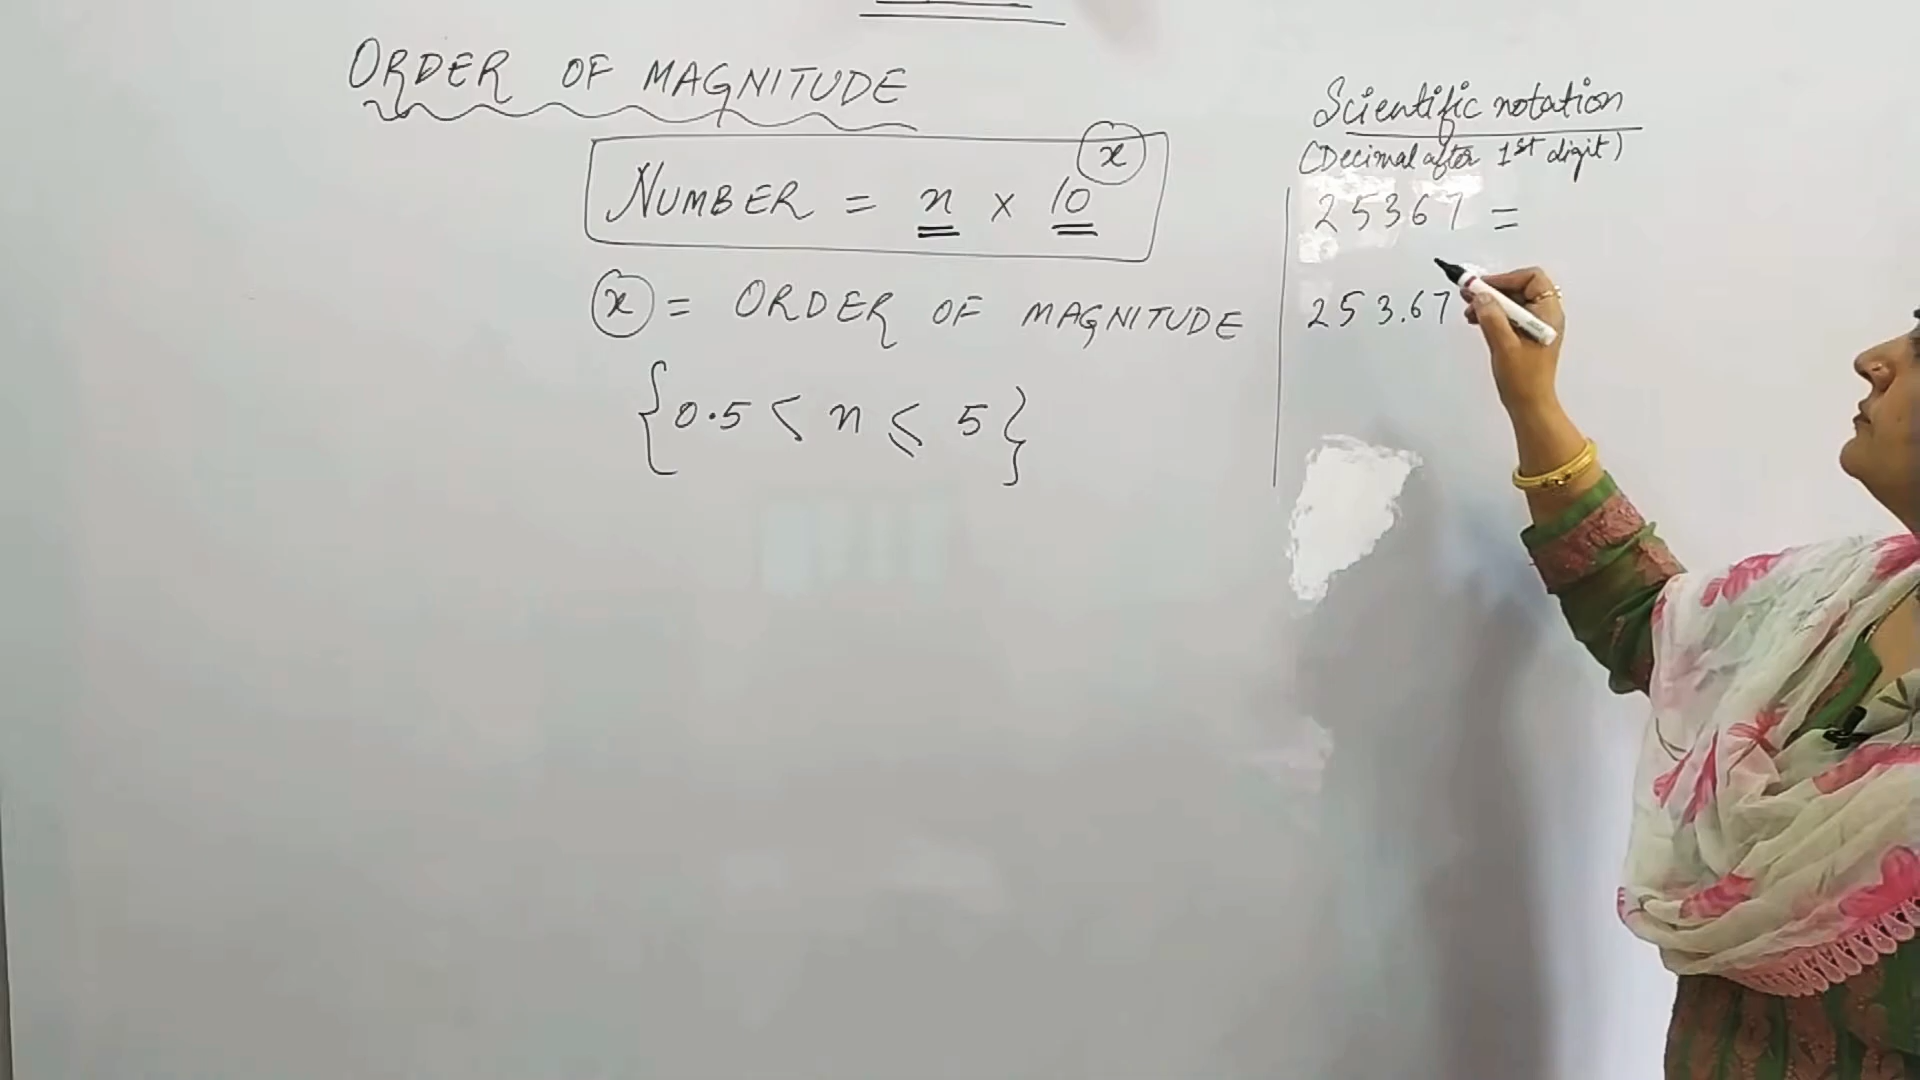 ORDER OF MAGNITUDE
NUMBER = n × 10^x
x = ORDER OF MAGNITUDE
{0.5 < n ≤ 5}
Scientific notation
(Decimal after 1st digit)
25367 =
253.67